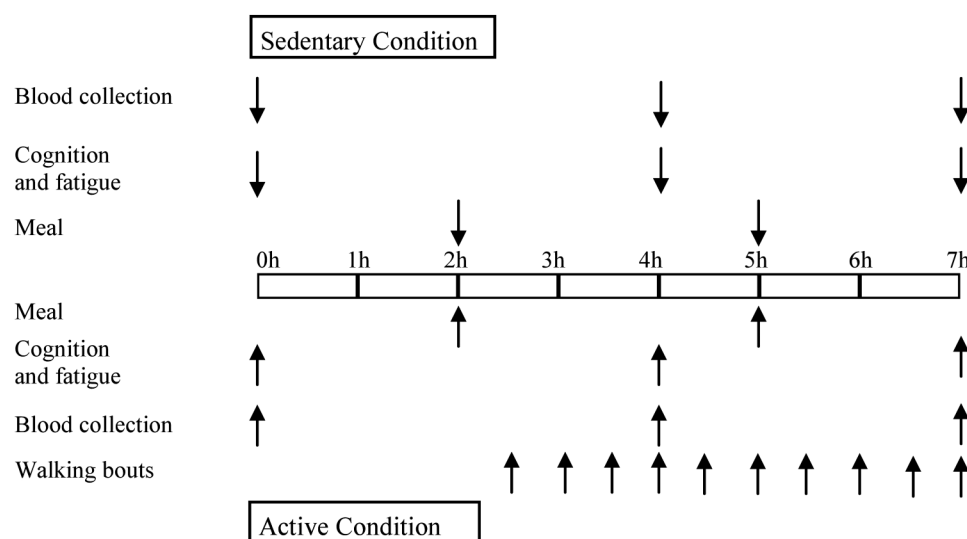 Sedentary Condition
Blood collection
Cognition
and fatigue
Meal
0h 1h 2h 3h 4h 5h 6h 7h
Meal
Cognition
and fatigue
Blood collection
Walking bouts
Active Condition